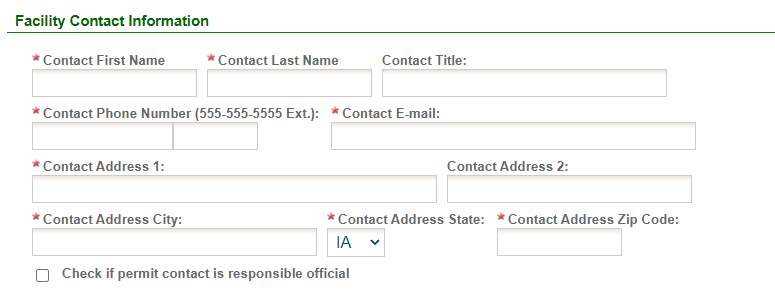 Facility Contact Information
* Contact First Name * Contact Last Name Contact Title:
* Contact Phone Number (555-555-5555 Ext.): * Contact E-mail:
* Contact Address 1: Contact Address 2:
* Contact Address City: * Contact Address State: * Contact Address Zip Code:
IA
Check if permit contact is responsible official